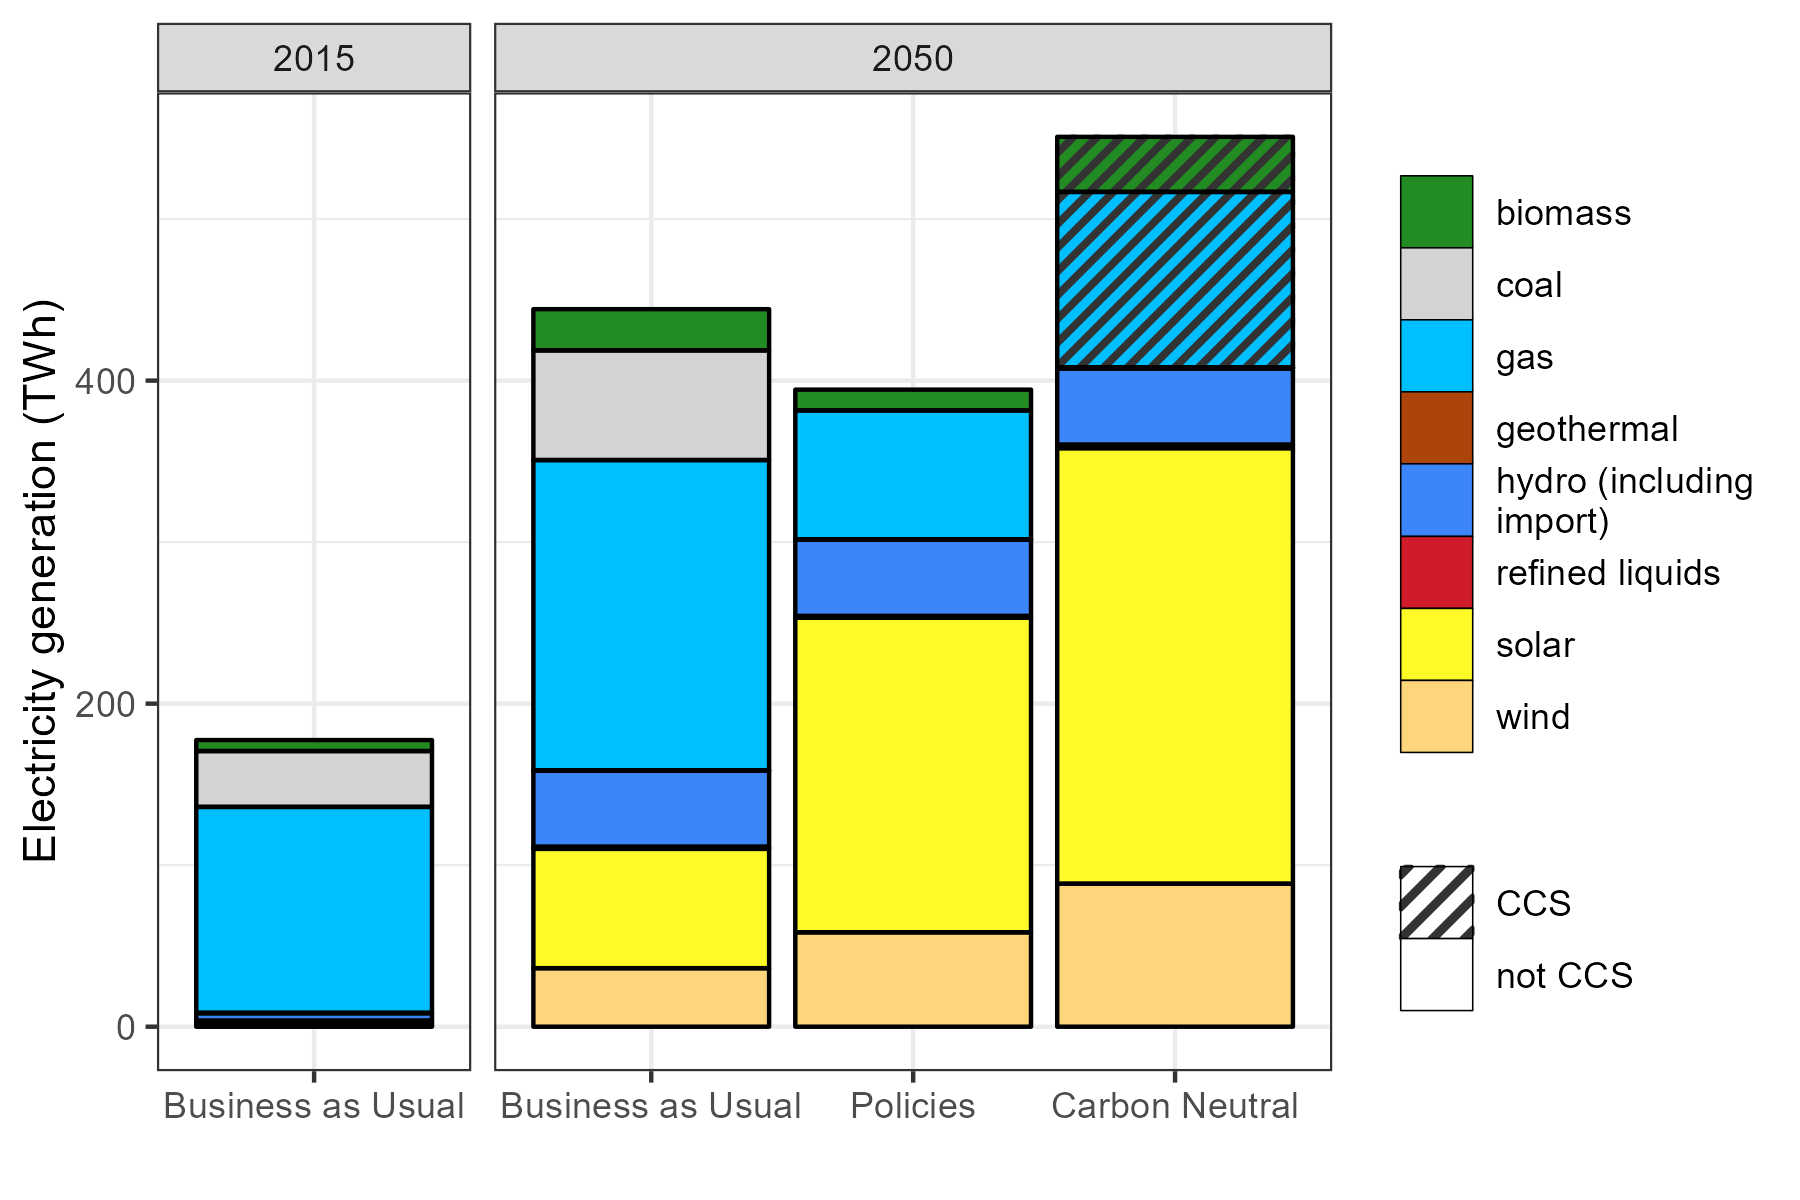 2015
2050
Electricity generation (TWh)
400
200
0
Business as Usual
Business as Usual
Policies
Carbon Neutral
biomass
coal
gas
geothermal
hydro (including
import)
refined liquids
solar
wind
CCS
not CCS